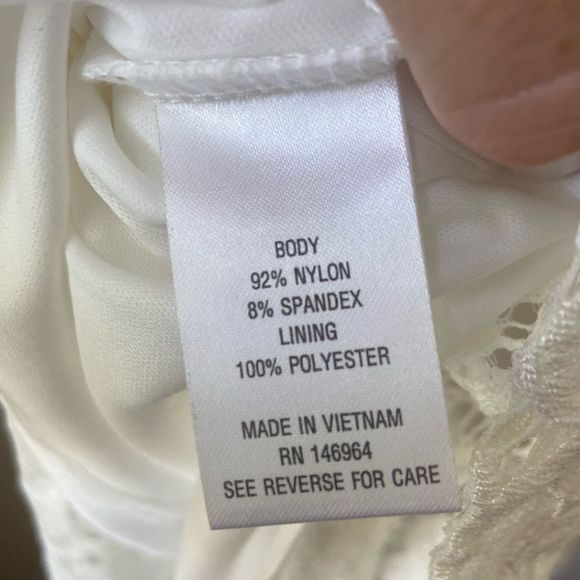 BODY
92% NYLON
8% SPANDEX
LINING
100% POLYESTER
MADE IN VIETNAM
RN 146964
SEE REVERSE FOR CARE